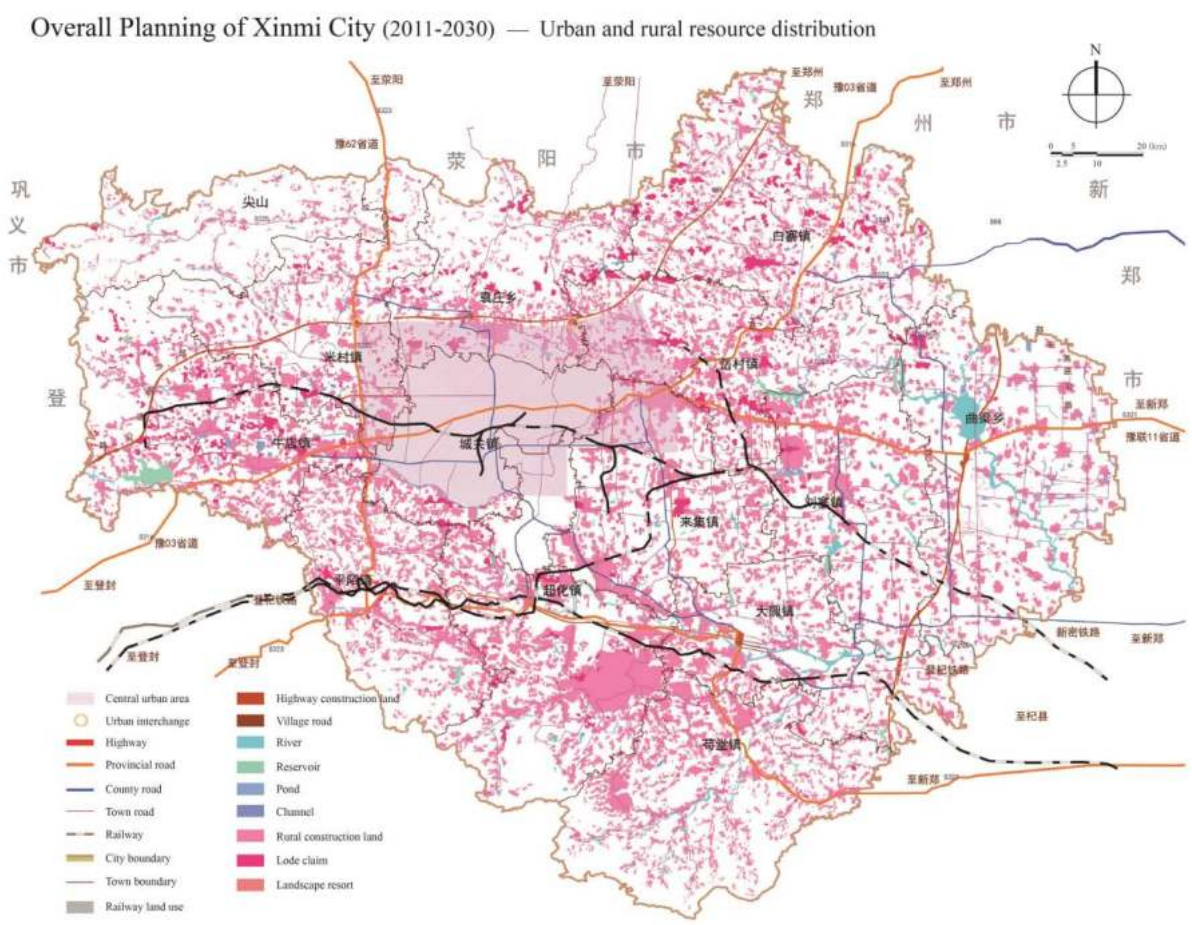 Overall Planning of Xinmi City (2011-2030) — Urban and rural resource distribution
N
0 5 20 (km)
2.5 10
至荥阳
至荥阳
至郑州
豫03省道
至郑州
豫62省道
郑州市
荥阳市
新郑市
巩义市
登
尖山
白寨镇
袁庄乡
米村镇
岳村镇
曲梁乡
至新郑
S321
豫联11省道
牛店镇
城关镇
刘寨镇
来集镇
豫03省道
至登封
平陌镇
超化镇
登杞铁路
大隗镇
新密铁路
至新郑
至登封
至登封
登杞铁路
至杞县
苟堂镇
至新郑
Central urban area
Urban interchange
Highway
Provincial road
County road
Town road
Railway
City boundary
Town boundary
Railway land use
Highway construction land
Village road
River
Reservoir
Pond
Channel
Rural construction land
Lode claim
Landscape resort